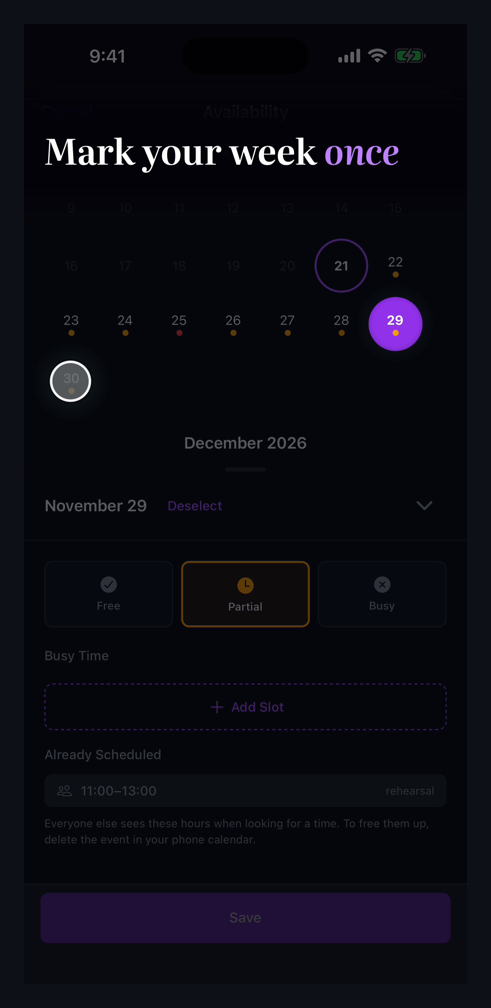 9:41
Availability
Mark your week once
9 10 11 12 13 14 15
16 17 18 19 20 21 22
23 24 25 26 27 28 29
30
December 2026
November 29 Deselect
Free Partial Busy
Busy Time
+ Add Slot
Already Scheduled
11:00–13:00 rehearsal
Everyone else sees these hours when looking for a time. To free them up,
delete the event in your phone calendar.
Save